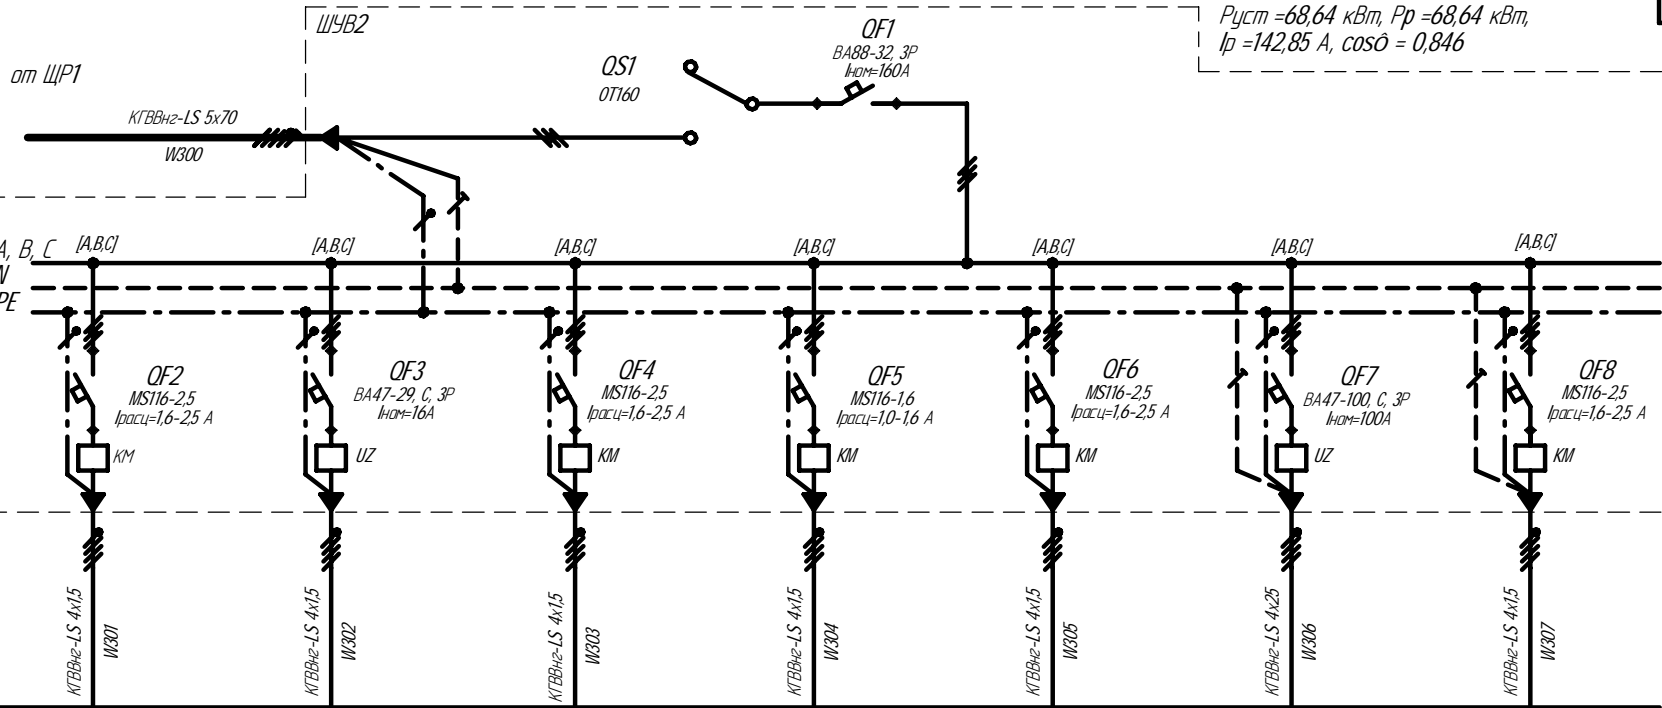 ШУВ2
Руст =68,64 кВт, Рр =68,64 кВт,
Iр =142,85 А, cosô = 0,846
от ЩР1
QS1
ОТ160
QF1
ВА88-32, 3Р
Iном=160А
КГВВнг-LS 5х70
W300
А, В, С
N
PE
[А,В,С]
[А,В,С]
[А,В,С]
[А,В,С]
[А,В,С]
[А,В,С]
[А,В,С]
QF2
MS116-2,5
Iрасц=1,6-2,5 А
КМ
QF3
ВА47-29, С, 3Р
Iном=16А
UZ
QF4
MS116-2,5
Iрасц=1,6-2,5 А
КМ
QF5
MS116-1,6
Iрасц=1,0-1,6 А
КМ
QF6
MS116-2,5
Iрасц=1,6-2,5 А
КМ
QF7
ВА47-100, С, 3Р
Iном=100А
UZ
QF8
MS116-2,5
Iрасц=1,6-2,5 А
КМ
КГВВнг-LS 4х1,5
W301
КГВВнг-LS 4х1,5
W302
КГВВнг-LS 4х1,5
W303
КГВВнг-LS 4х1,5
W304
КГВВнг-LS 4х1,5
W305
КГВВнг-LS 4х25
W306
КГВВнг-LS 4х1,5
W307